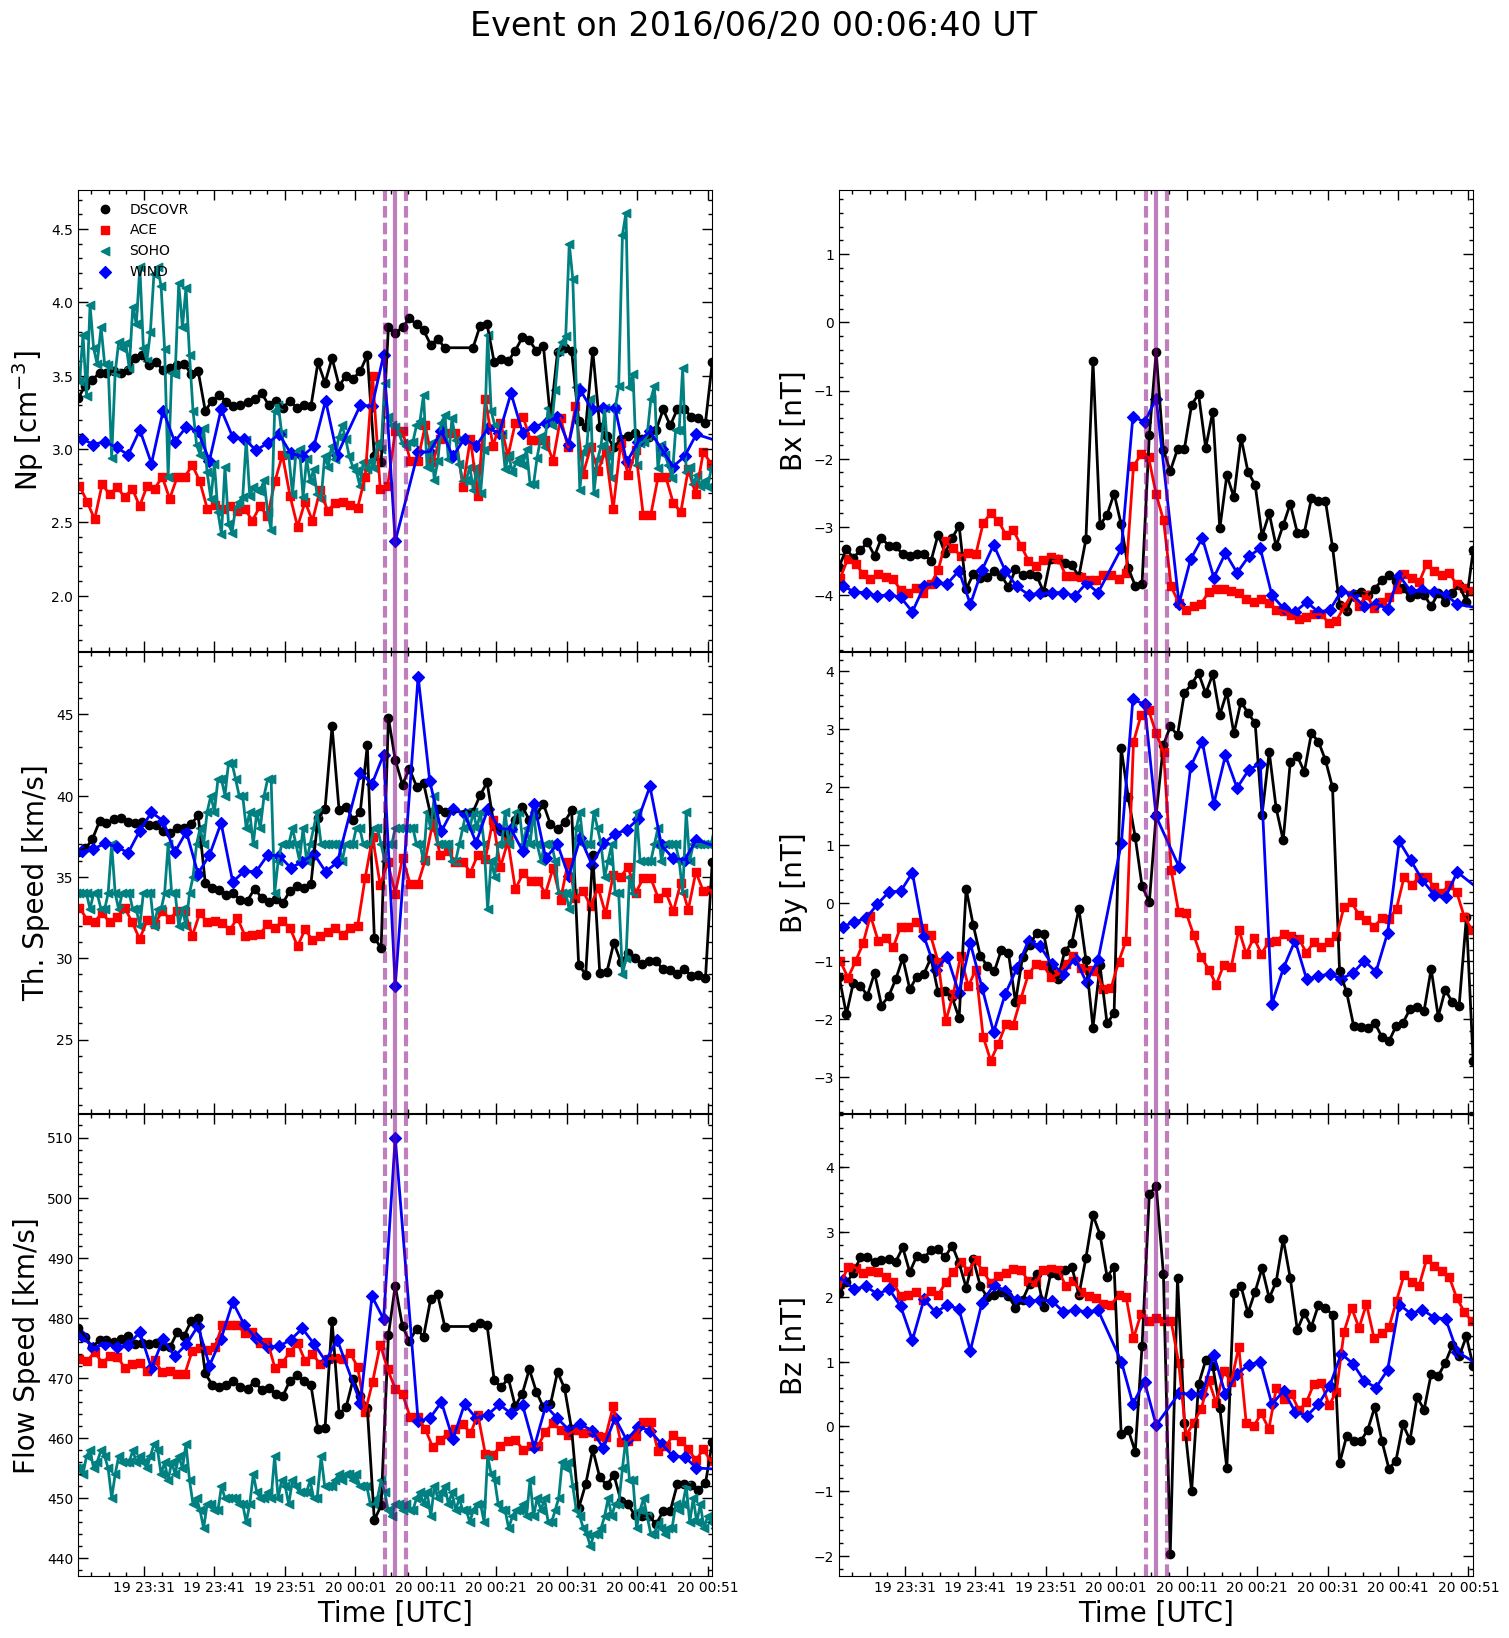 Event on 2016/06/20 00:06:40 UT
DSCOVR
ACE
SOHO
WIND
Np [cm⁻³]
4.5
4.0
3.5
3.0
2.5
2.0
Bx [nT]
1
0
−1
−2
−3
−4
Th. Speed [km/s]
45
40
35
30
25
By [nT]
4
3
2
1
0
−1
−2
−3
Flow Speed [km/s]
510
500
490
480
470
460
450
440
Bz [nT]
4
3
2
1
0
−1
−2
19 23:31 19 23:41 19 23:51 20 00:01 20 00:11 20 00:21 20 00:31 20 00:41 20 00:51
Time [UTC]
19 23:31 19 23:41 19 23:51 20 00:01 20 00:11 20 00:21 20 00:31 20 00:41 20 00:51
Time [UTC]